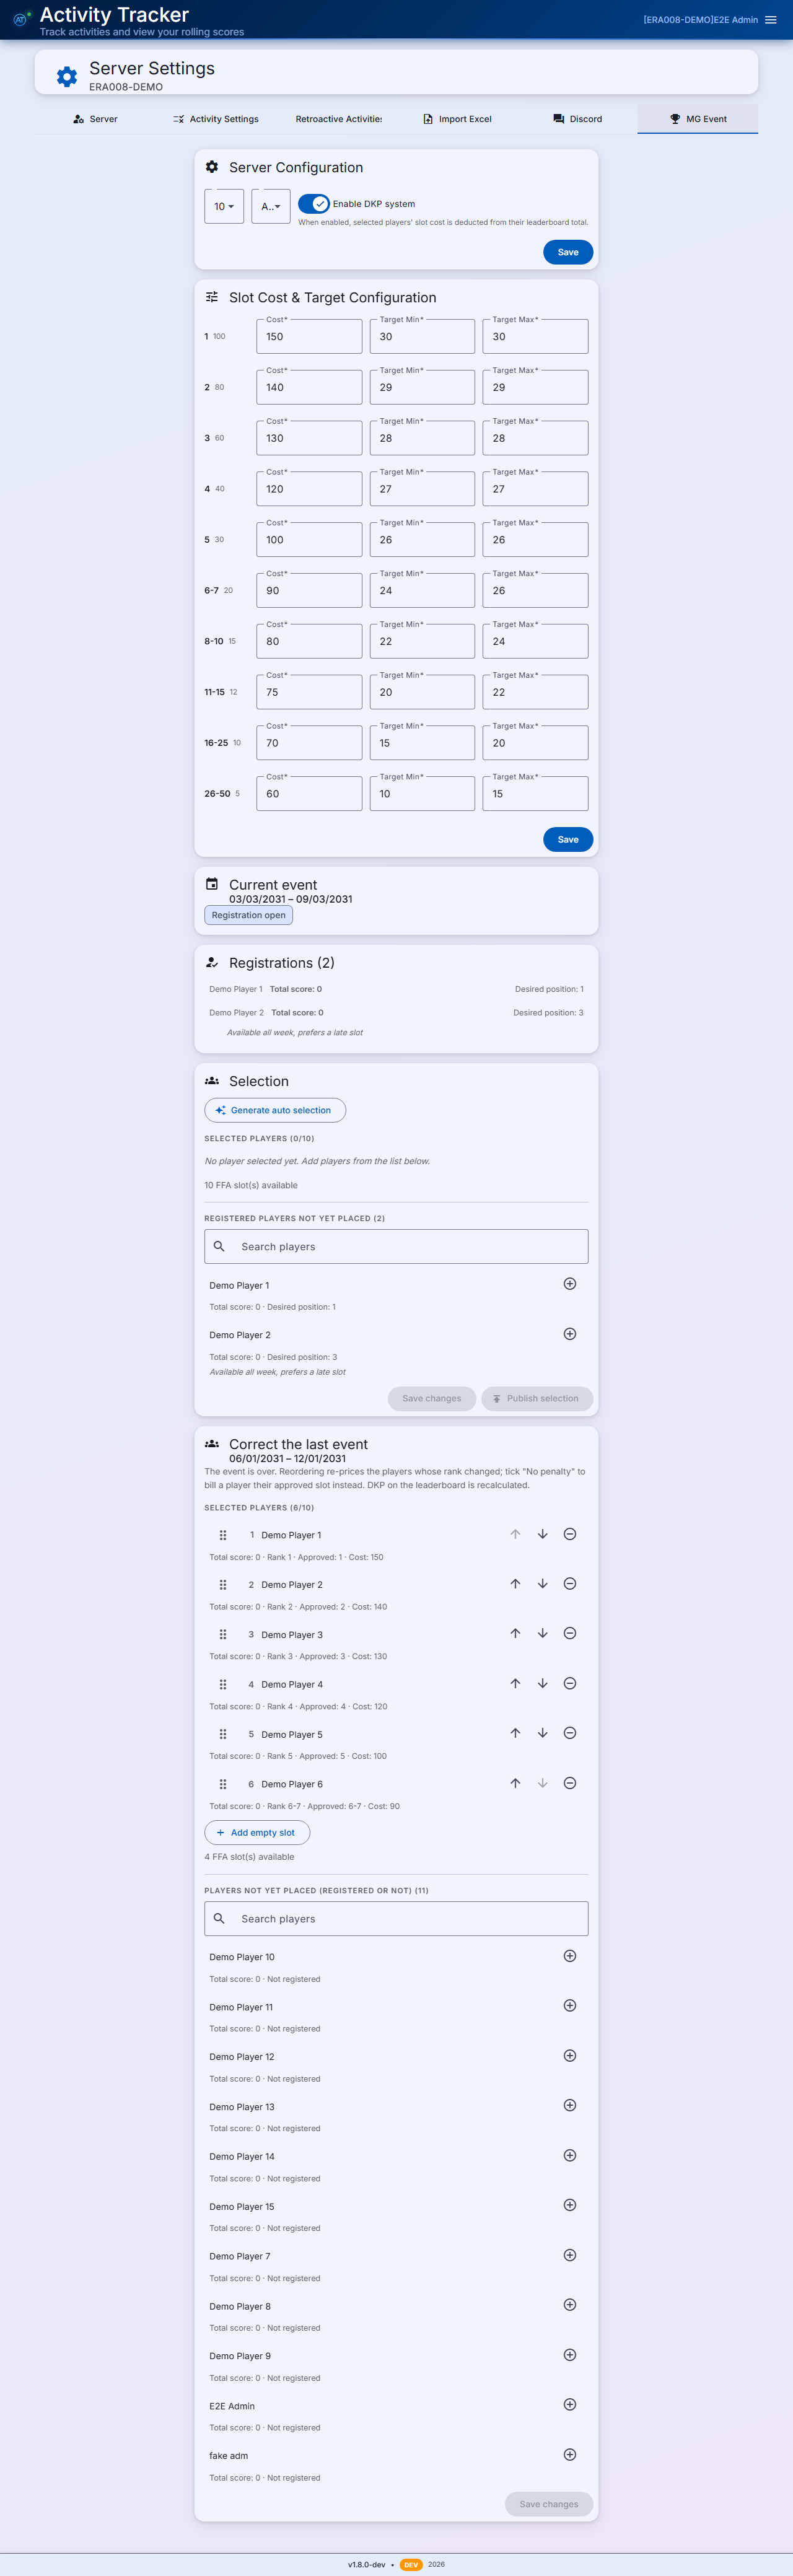 Activity Tracker
Track activities and view your rolling scores
[ERA008-DEMO]E2E Admin
Server Settings
ERA008-DEMO
Server
Activity Settings
Retroactive Activities
Import Excel
Discord
MG Event
Server Configuration
10
A..
Enable DKP system
When enabled, selected players' slot cost is deducted from their leaderboard total.
Save
Slot Cost & Target Configuration
1 100 Cost* 150 Target Min* 30 Target Max* 30
2 80 Cost* 140 Target Min* 29 Target Max* 29
3 60 Cost* 130 Target Min* 28 Target Max* 28
4 40 Cost* 120 Target Min* 27 Target Max* 27
5 30 Cost* 100 Target Min* 26 Target Max* 26
6-7 20 Cost* 90 Target Min* 24 Target Max* 26
8-10 15 Cost* 80 Target Min* 22 Target Max* 24
11-15 12 Cost* 75 Target Min* 20 Target Max* 22
16-25 10 Cost* 70 Target Min* 15 Target Max* 20
26-50 5 Cost* 60 Target Min* 10 Target Max* 15
Save
Current event
03/03/2031 – 09/03/2031
Registration open
Registrations (2)
Demo Player 1 Total score: 0 Desired position: 1
Demo Player 2 Total score: 0 Desired position: 3
Available all week, prefers a late slot
Selection
Generate auto selection
SELECTED PLAYERS (0/10)
No player selected yet. Add players from the list below.
10 FFA slot(s) available
REGISTERED PLAYERS NOT YET PLACED (2)
Search players
Demo Player 1
Total score: 0 · Desired position: 1
Demo Player 2
Total score: 0 · Desired position: 3
Available all week, prefers a late slot
Save changes
Publish selection
Correct the last event
06/01/2031 – 12/01/2031
The event is over. Reordering re-prices the players whose rank changed; tick "No penalty" to
bill a player their approved slot instead. DKP on the leaderboard is recalculated.
SELECTED PLAYERS (6/10)
1 Demo Player 1
Total score: 0 · Rank 1 · Approved: 1 · Cost: 150
2 Demo Player 2
Total score: 0 · Rank 2 · Approved: 2 · Cost: 140
3 Demo Player 3
Total score: 0 · Rank 3 · Approved: 3 · Cost: 130
4 Demo Player 4
Total score: 0 · Rank 4 · Approved: 4 · Cost: 120
5 Demo Player 5
Total score: 0 · Rank 5 · Approved: 5 · Cost: 100
6 Demo Player 6
Total score: 0 · Rank 6-7 · Approved: 6-7 · Cost: 90
Add empty slot
4 FFA slot(s) available
PLAYERS NOT YET PLACED (REGISTERED OR NOT) (11)
Search players
Demo Player 10
Total score: 0 · Not registered
Demo Player 11
Total score: 0 · Not registered
Demo Player 12
Total score: 0 · Not registered
Demo Player 13
Total score: 0 · Not registered
Demo Player 14
Total score: 0 · Not registered
Demo Player 15
Total score: 0 · Not registered
Demo Player 7
Total score: 0 · Not registered
Demo Player 8
Total score: 0 · Not registered
Demo Player 9
Total score: 0 · Not registered
E2E Admin
Total score: 0 · Not registered
fake adm
Total score: 0 · Not registered
Save changes
v1.8.0-dev • DEV 2026